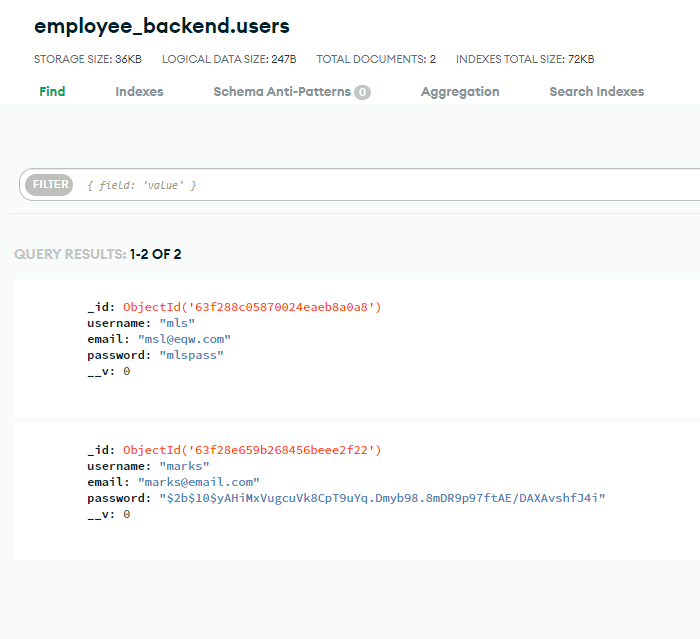 employee_backend.users
STORAGE SIZE: 36KB LOGICAL DATA SIZE: 247B TOTAL DOCUMENTS: 2 INDEXES TOTAL SIZE: 72KB
Find Indexes Schema Anti-Patterns 0 Aggregation Search Indexes
FILTER { field: 'value' }
QUERY RESULTS: 1-2 OF 2
_id: ObjectId('63f288c05870024eaeb8a0a8')
username: "mls"
email: "msl@eqw.com"
password: "mlspass"
__v: 0
_id: ObjectId('63f28e659b268456beee2f22')
username: "marks"
email: "marks@email.com"
password: "$2b$10$yAHiMxVugcuVk8CpT9uYq.Dmyb98.8mDR9p97ftAE/DAXAvshfJ4i"
__v: 0